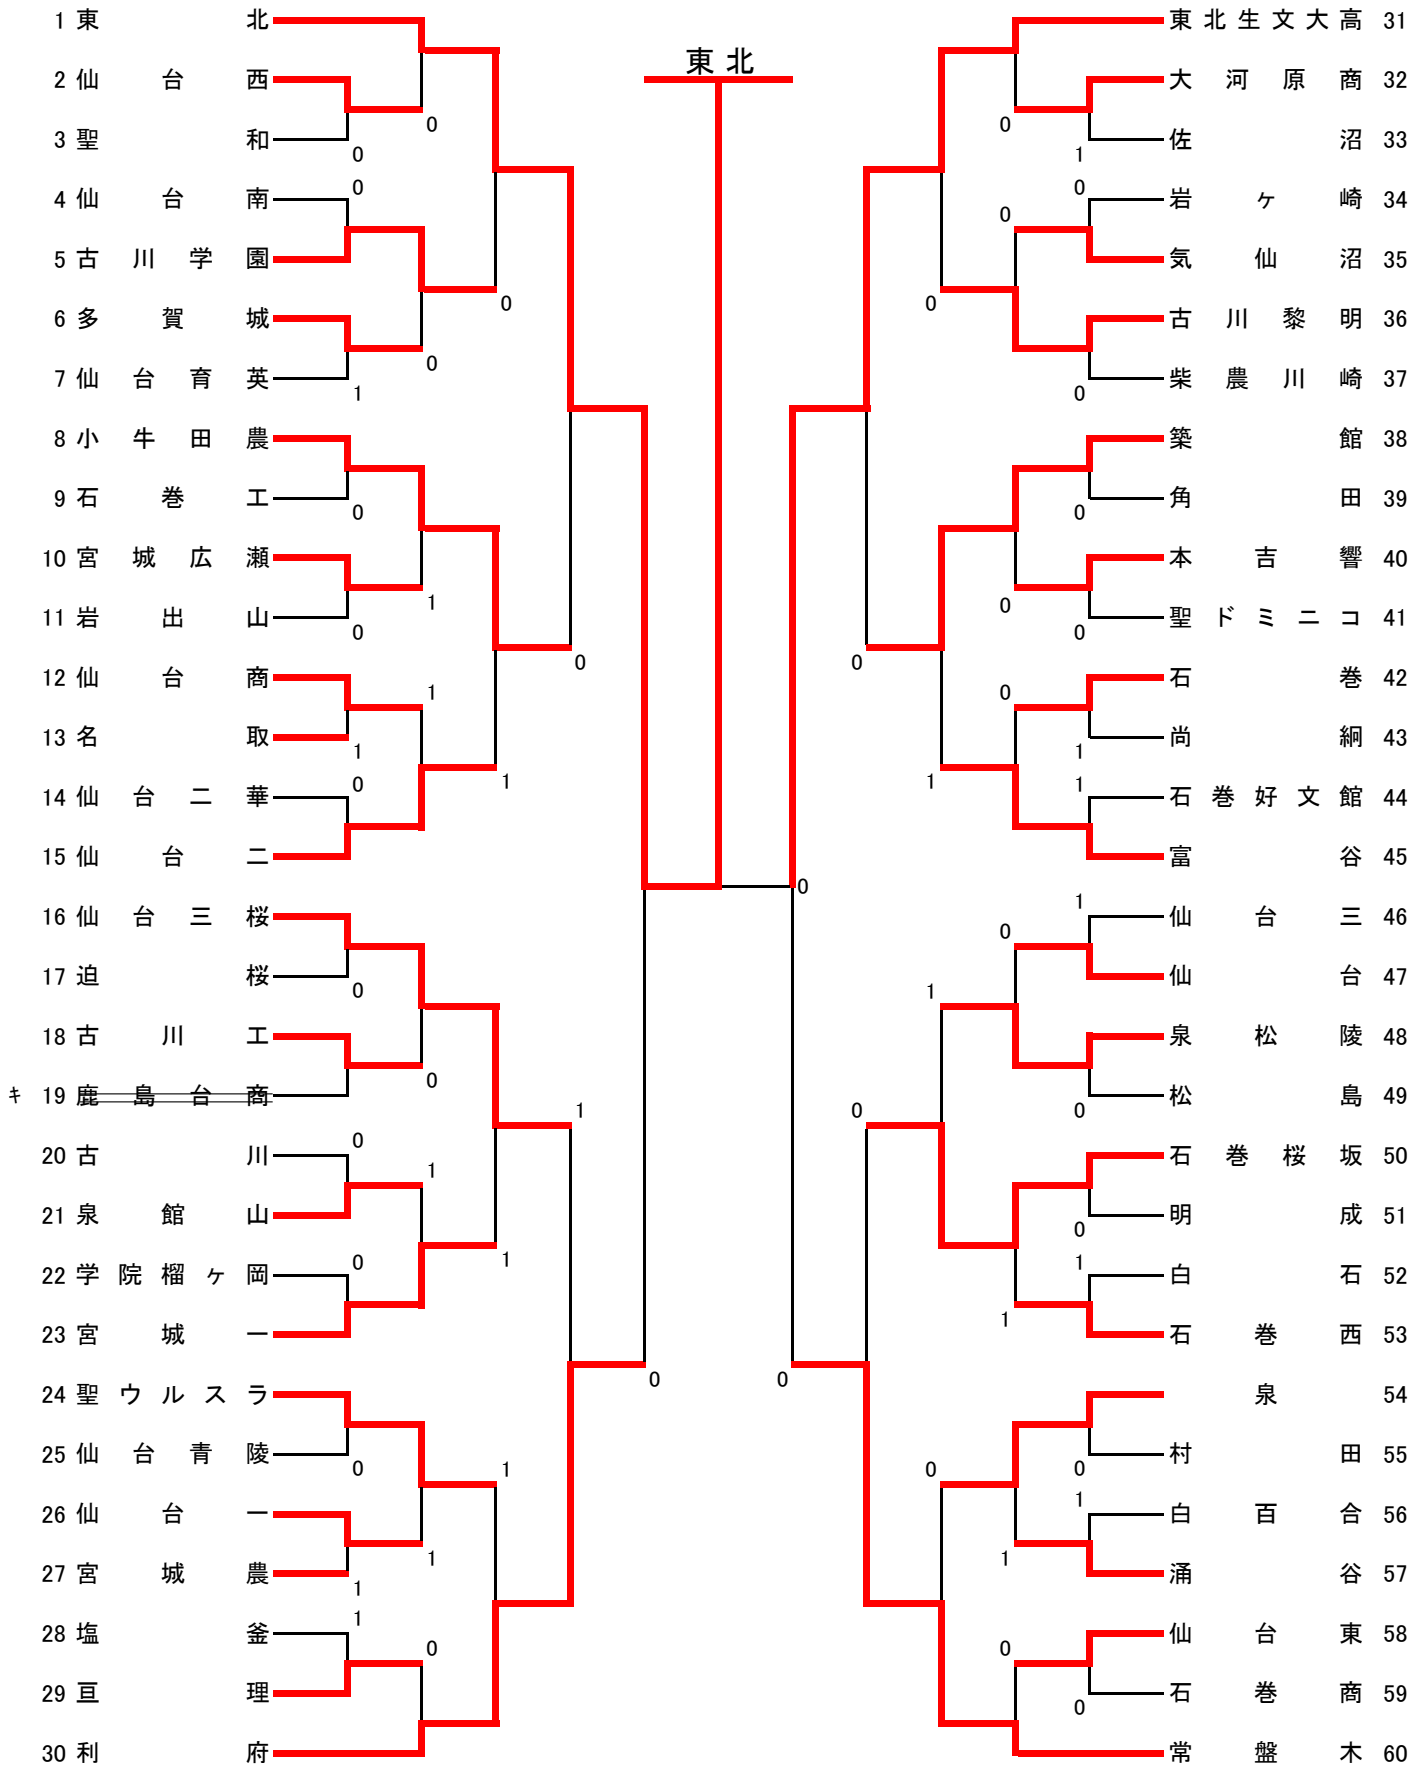 東北
1 東北
2 仙台西
0
3 聖和
0
4 仙台南
0
5 古川学園
0
6 多賀城
0
7 仙台育英
1
8 小牛田農
9 石巻工
0
10 宮城広瀬
1
11 岩出山
0
0
12 仙台商
1
13 名取
1
14 仙台二華
0
1
15 仙台二
16 仙台三桜
17 迫桜
0
18 古川工
0
キ 19 鹿島台商
1
20 古川
0
1
21 泉館山
22 学院榴ヶ岡
0
1
23 宮城一
0
24 聖ウルスラ
25 仙台青陵
0
1
26 仙台一
1
27 宮城農
1
28 塩釜
1
0
29 亘理
30 利府
東北生文大高 31
大河原商 32
0
佐沼 33
1
岩ヶ崎 34
0
0
気仙沼 35
0
古川黎明 36
柴農川崎 37
0
築館 38
角田 39
0
本吉響 40
0
聖ドミニコ 41
0
0
石巻 42
0
尚絅 43
1
石巻好文館 44
1
1
富谷 45
0
仙台三 46
1
0
仙台 47
1
泉松陵 48
松島 49
0
0
石巻桜坂 50
明成 51
0
白石 52
1
1
石巻西 53
0
泉 54
村田 55
0
0
白百合 56
1
1
涌谷 57
仙台東 58
0
石巻商 59
0
常盤木 60